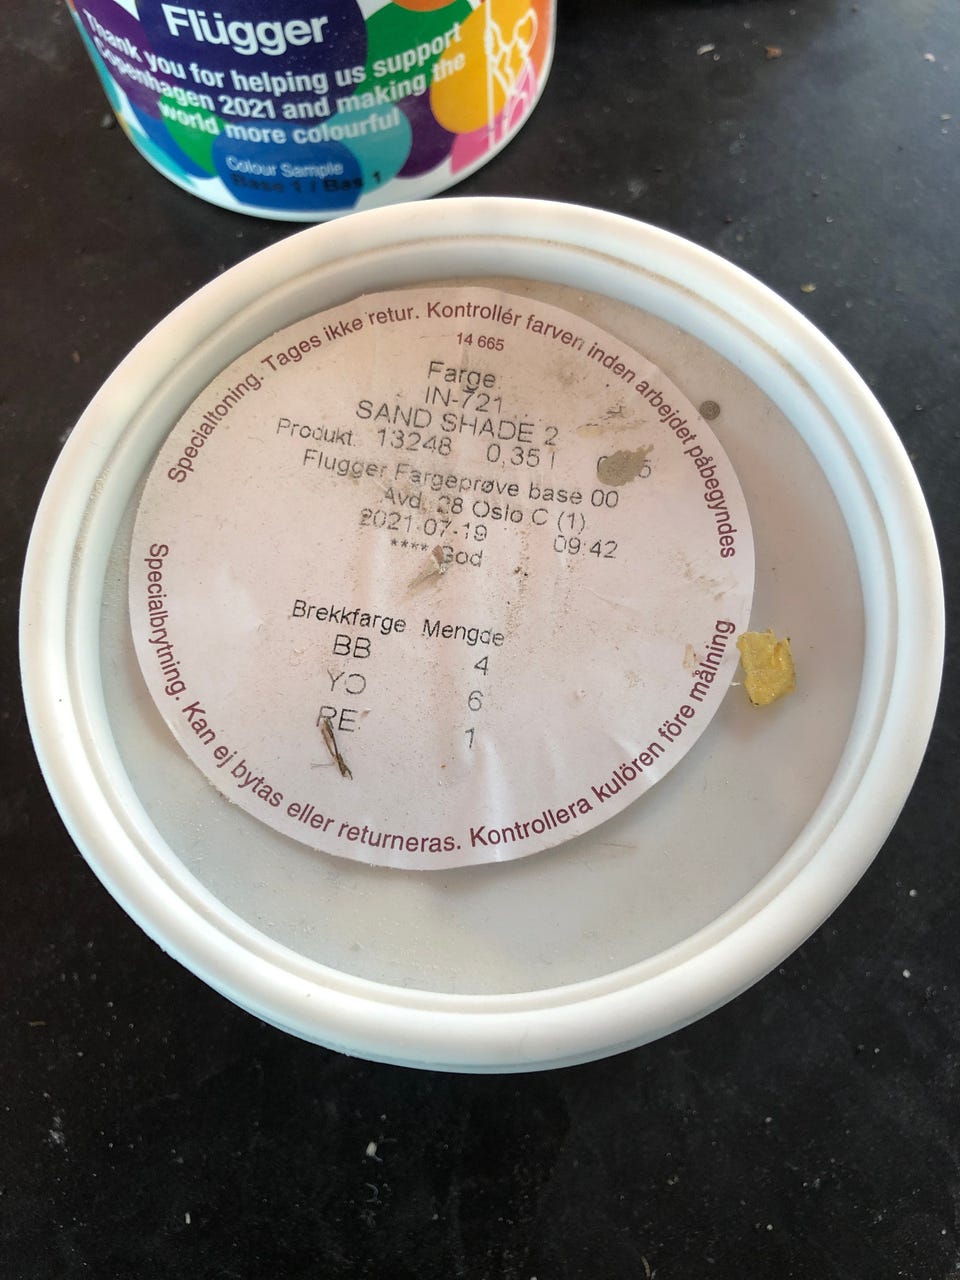 Flügger
Thank you for helping us support
Copenhagen 2021 and making the
world more colourful
Colour Sample
Base 1 / Bas 1
Specialtoning. Tages ikke retur. Kontrollér farven inden arbejdet påbegyndes
14 665
Farge
IN-721
SAND SHADE 2
Produkt. 13248 0,35 l
Flugger Fargeprøve base 00
Avd. 28 Oslo C (1)
2021-07-19 09:42
**** God
Brekkfarge Mengde
BB 4
YO 6
RE 1
Specialbrytning. Kan ej bytas eller returneras. Kontrollera kulören före målning